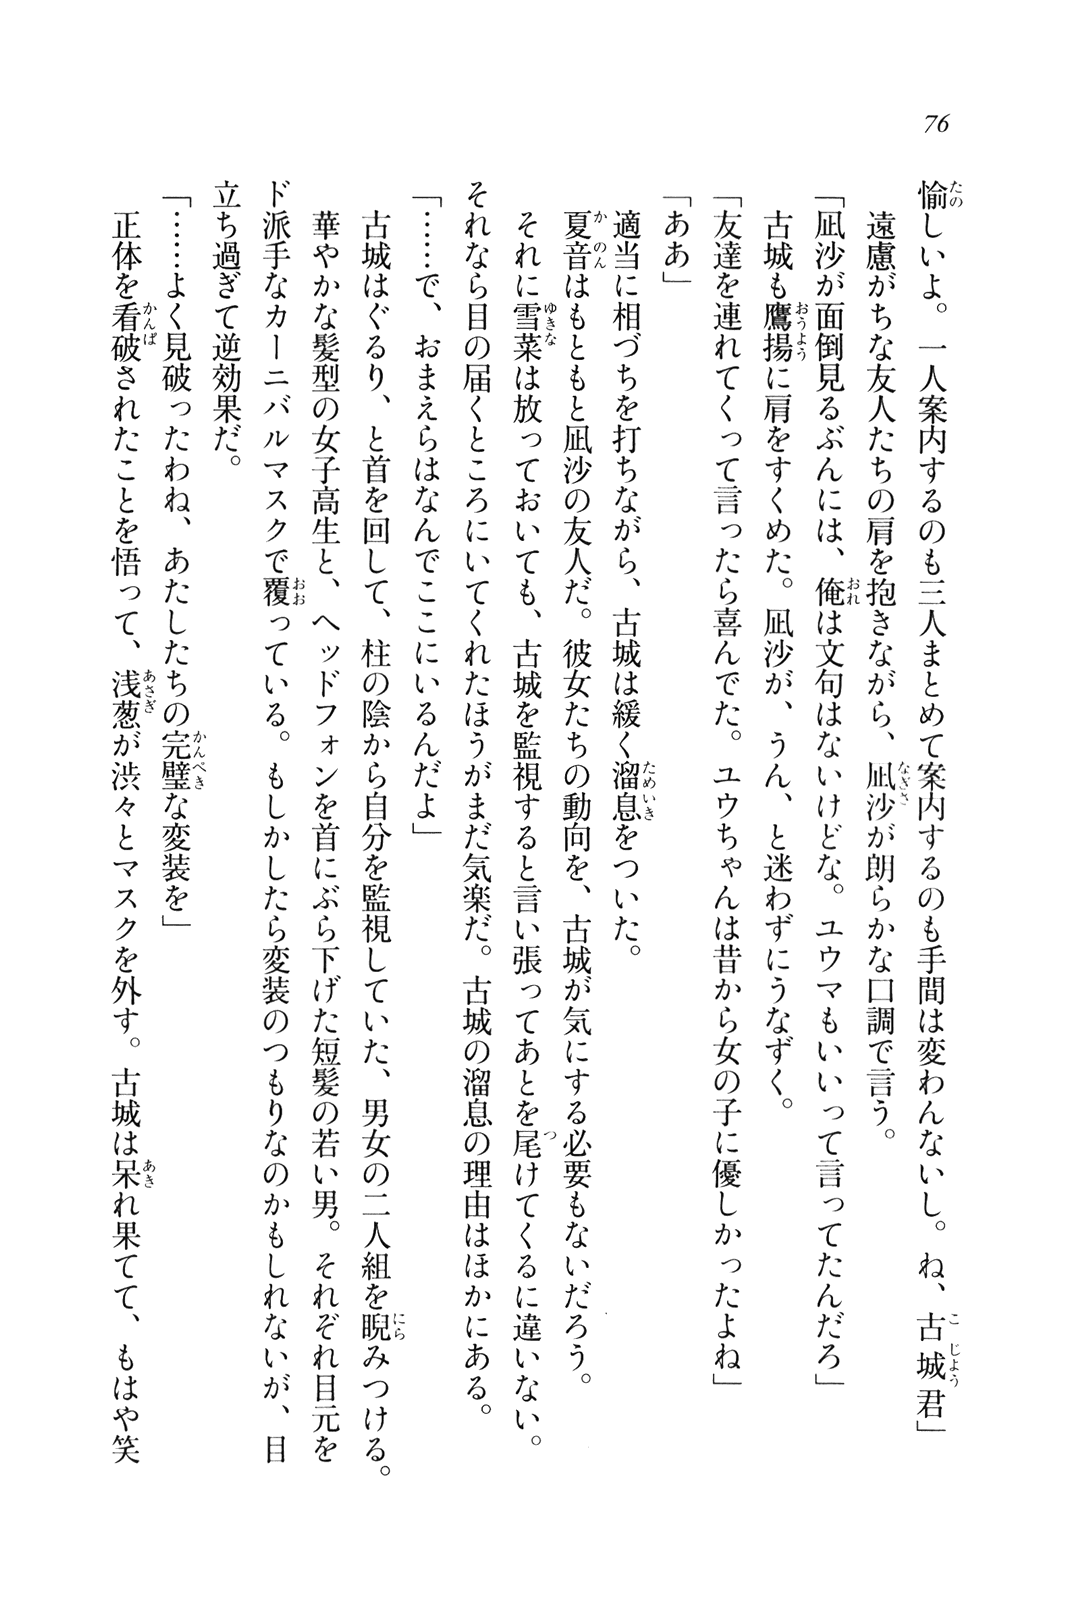 76
愉しいよ。一人案内するのも三人まとめて案内するのも手間は変わんないし。ね、古城君」
遠慮がちな友人たちの肩を抱きながら、凪沙が朗らかな口調で言う。
「凪沙が面倒見るぶんには、俺は文句はないけどな。ユウマもいいって言ってたんだろ」
古城も鷹揚に肩をすくめた。凪沙が、うん、と迷わずにうなずく。
「友達を連れてくって言ったら喜んでた。ユウちゃんは昔から女の子に優しかったよね」
「ああ」
適当に相づちを打ちながら、古城は緩く溜息をついた。
夏音はもともと凪沙の友人だ。彼女たちの動向を、古城が気にする必要もないだろう。
それに雪菜は放っておいても、古城を監視すると言い張ってあとを尾けてくるに違いない。
それなら目の届くところにいてくれたほうがまだ気楽だ。古城の溜息の理由はほかにある。
「……で、おまえらはなんでここにいるんだよ」
古城はぐるり、と首を回して、柱の陰から自分を監視していた、男女の二人組を睨みつける。
華やかな髪型の女子高生と、ヘッドフォンを首にぶら下げた短髪の若い男。それぞれ目元を
ド派手なカーニバルマスクで覆っている。もしかしたら変装のつもりなのかもしれないが、目
立ち過ぎて逆効果だ。
「……よく見破ったわね、あたしたちの完璧な変装を」
正体を看破されたことを悟って、浅葱が渋々とマスクを外す。古城は呆れ果てて、もはや笑